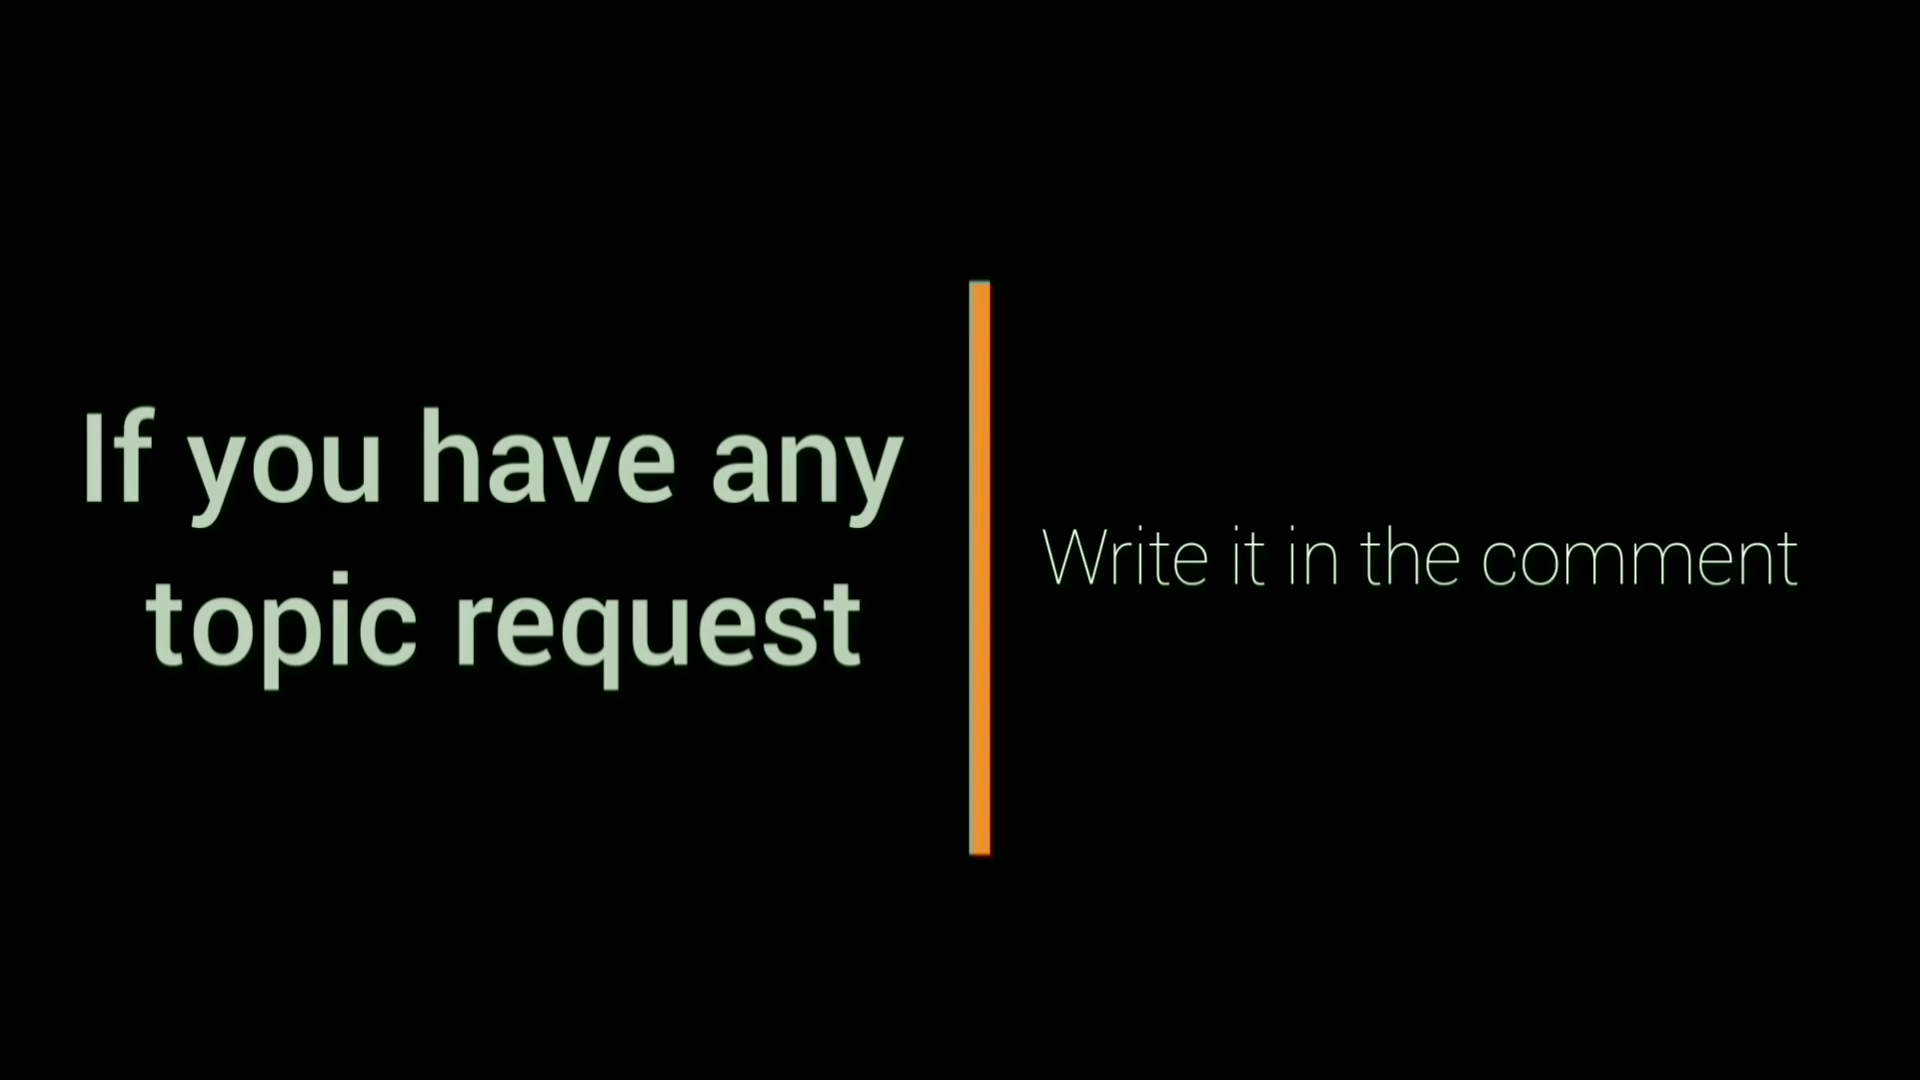 If you have any
topic request
Write it in the comment